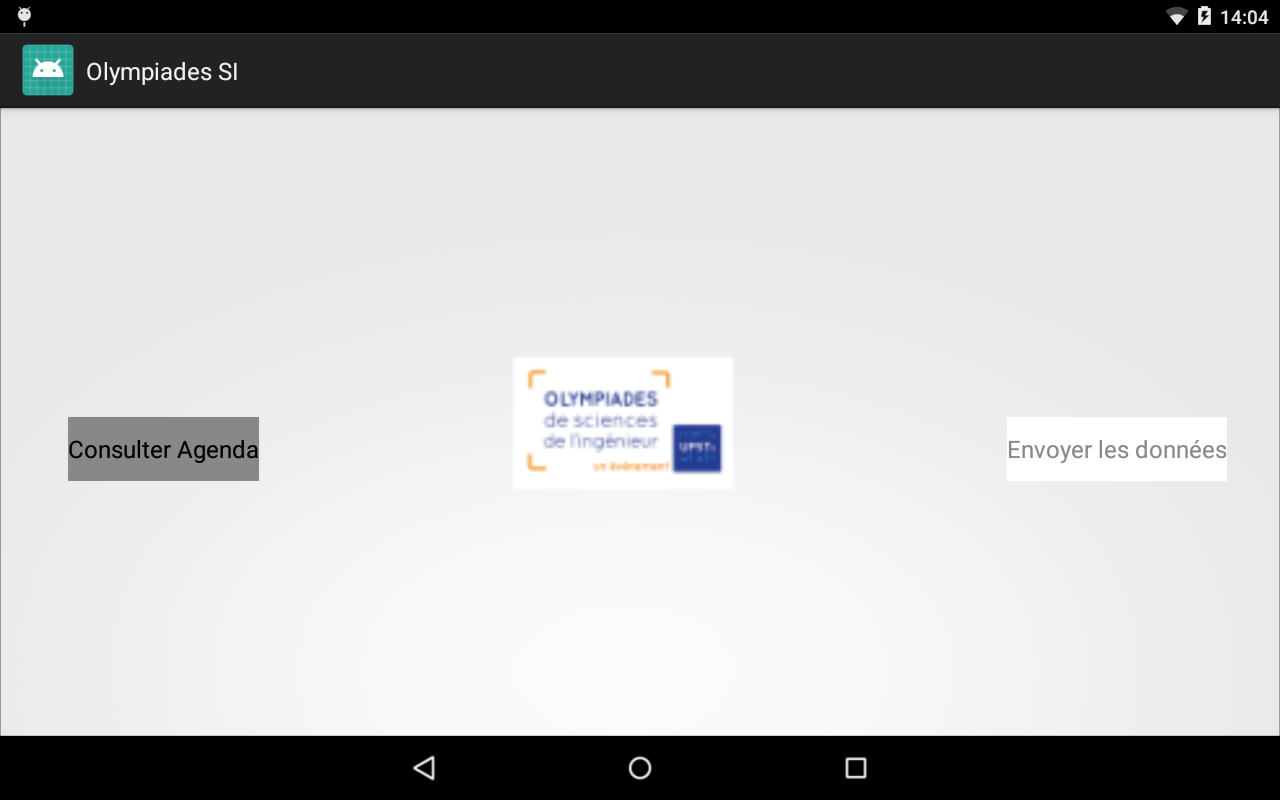 14:04
Olympiades SI
OLYMPIADES
de sciences
de l'ingénieur
UPSTI
un événement
Consulter Agenda
Envoyer les données